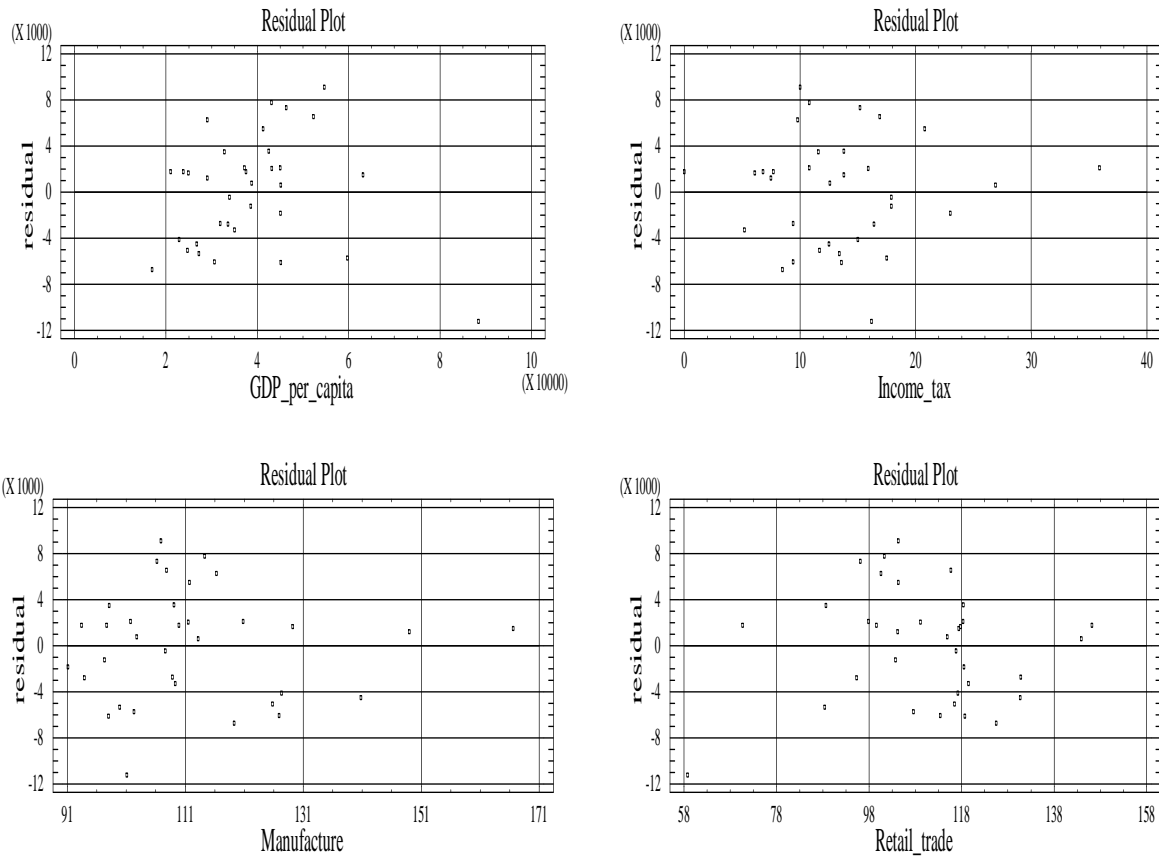 Residual Plot
(X 1000)
12
8
4
0
-4
-8
-12
residual
0 2 4 6 8 10
(X 10000)
GDP_per_capita
Residual Plot
(X 1000)
12
8
4
0
-4
-8
-12
residual
0 10 20 30 40
Income_tax
Residual Plot
(X 1000)
12
8
4
0
-4
-8
-12
residual
91 111 131 151 171
Manufacture
Residual Plot
(X 1000)
12
8
4
0
-4
-8
-12
residual
58 78 98 118 138 158
Retail_trade